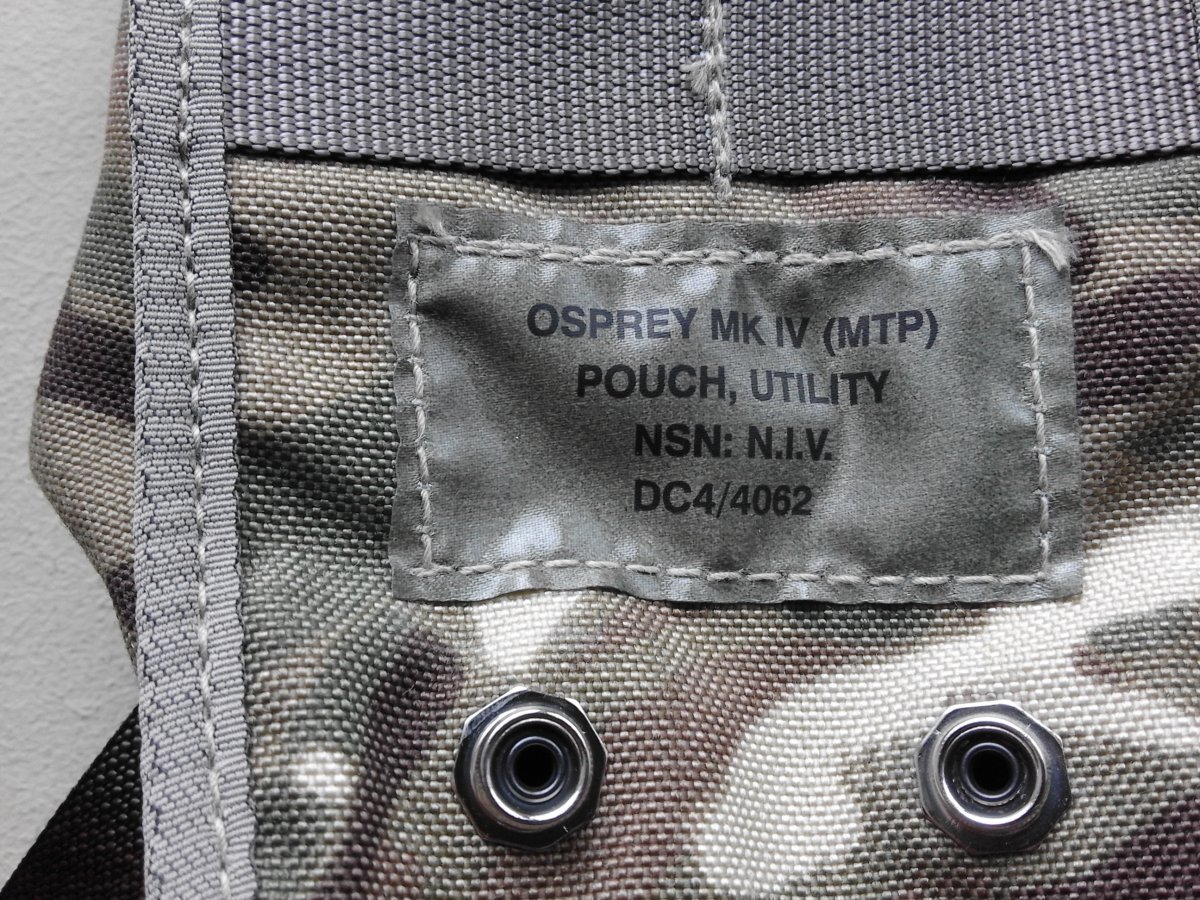 OSPREY MK IV (MTP)
POUCH, UTILITY
NSN: N.I.V.
DC4/4062